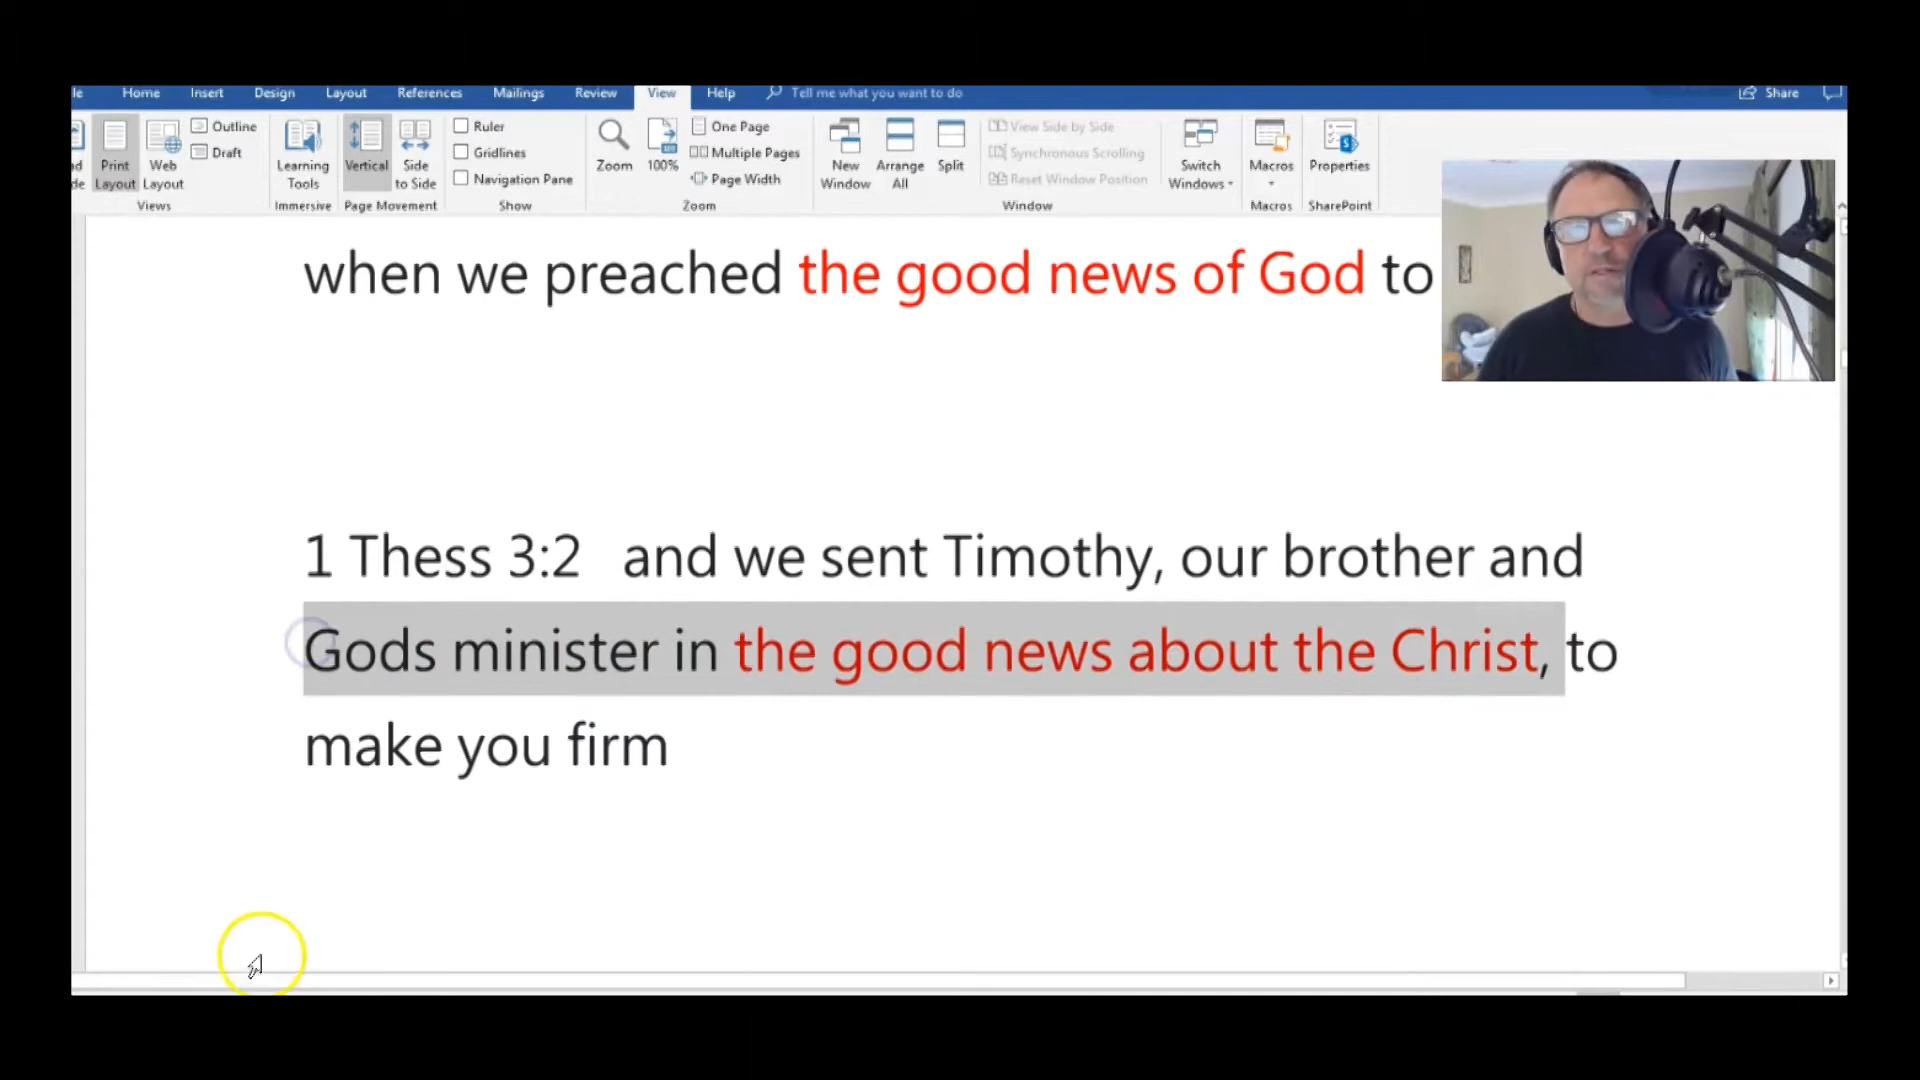 Home Insert Design Layout References Mailings Review View Help Tell me what you want to do Share
Print Layout
Web Layout
Outline
Draft
Views
Learning Tools
Immersive
Vertical
Side to Side
Page Movement
Ruler
Gridlines
Navigation Pane
Show
Zoom
100%
One Page
Multiple Pages
Page Width
Zoom
New Window
Arrange All
Split
View Side by Side
Synchronous Scrolling
Reset Window Position
Switch Windows
Window
Macros
Macros
Properties
SharePoint
when we preached the good news of God to
1 Thess 3:2 and we sent Timothy, our brother and
Gods minister in the good news about the Christ, to
make you firm